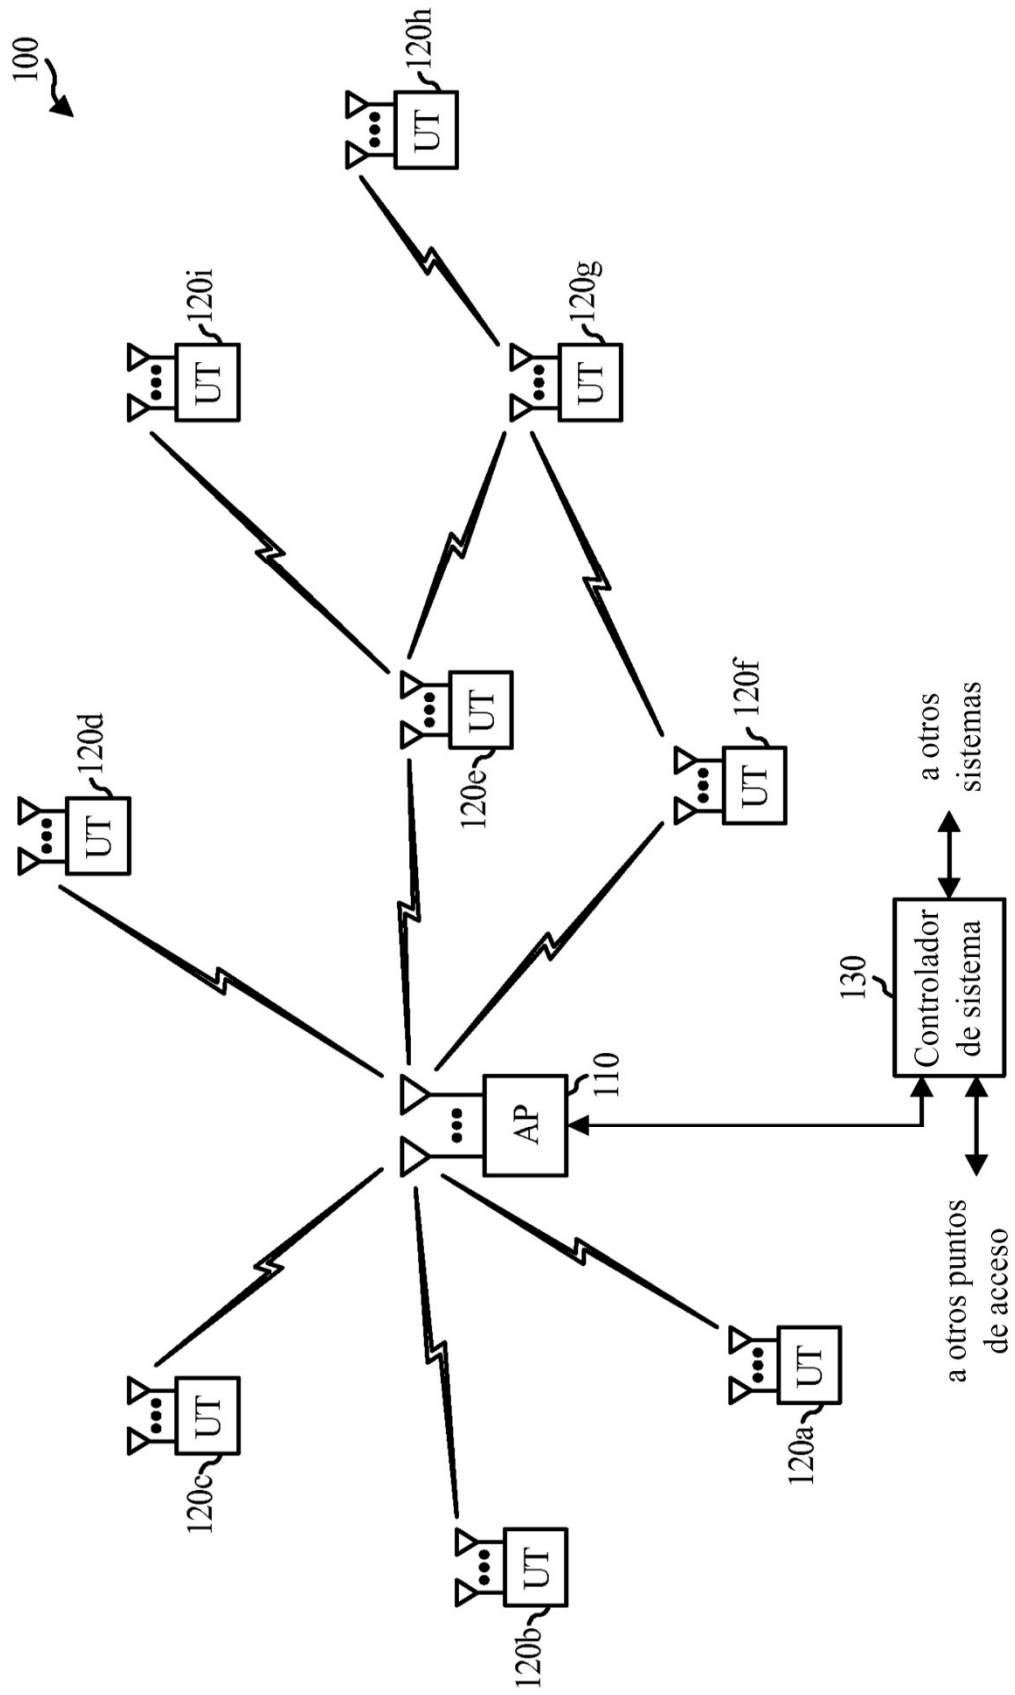 100
120d
UT
120c
UT
120i
UT
120h
UT
120e
UT
120b
UT
AP
110
120g
UT
120f
UT
120a
UT
130
Controlador
de sistema
a otros
sistemas
a otros puntos
de acceso